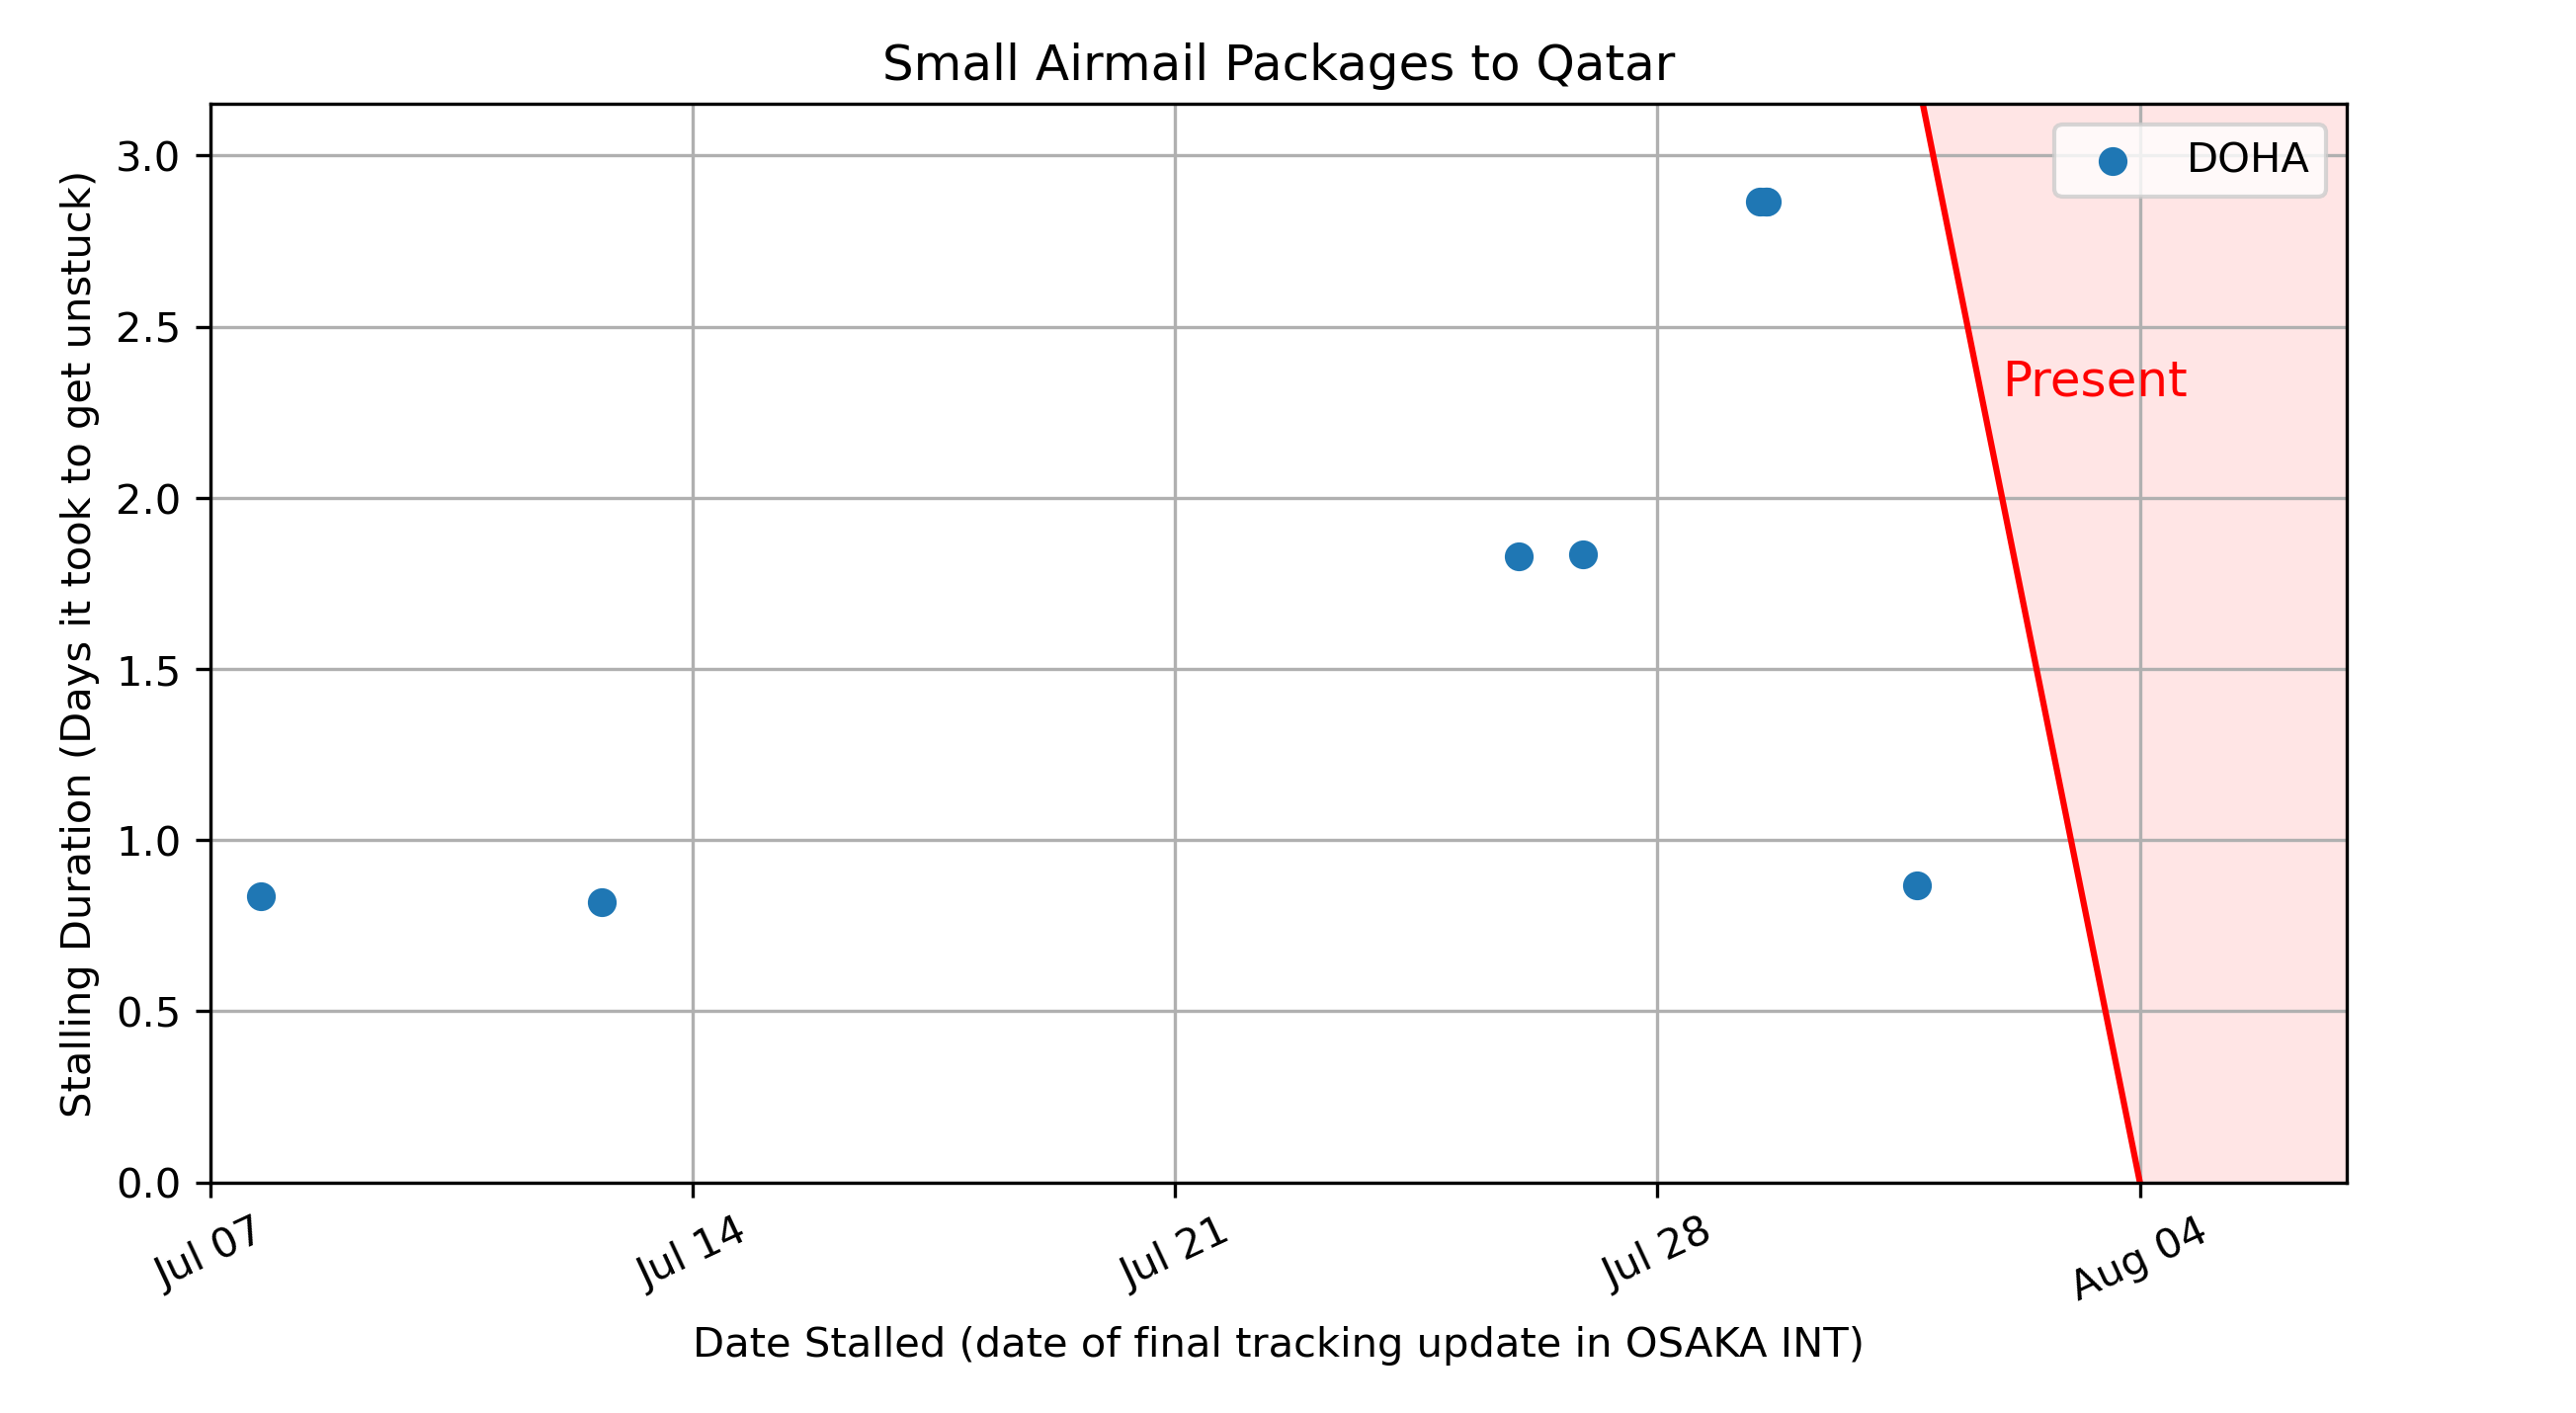 Small Airmail Packages to Qatar
Stalling Duration (Days it took to get unstuck)
3.0
2.5
2.0
1.5
1.0
0.5
0.0
DOHA
Present
Jul 07
Jul 14
Jul 21
Jul 28
Aug 04
Date Stalled (date of final tracking update in OSAKA INT)